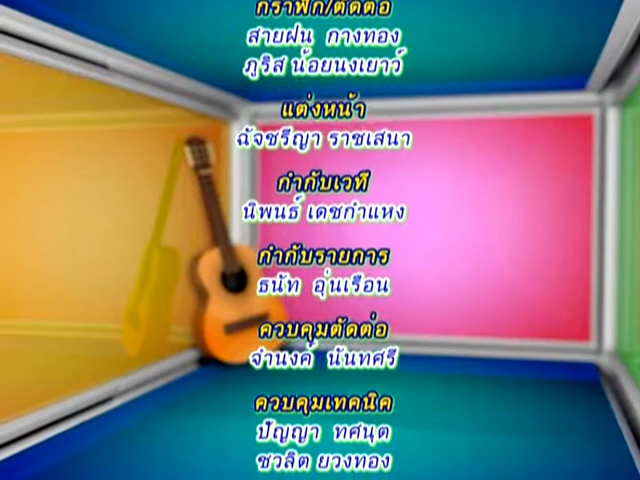 กราฟิก/ตัดต่อ
สายฝน กางทอง
ภูริส น้อยนงเยาว์
แต่งหน้า
ฉัจชรีญา ราชเสนา
กำกับเวที
นิพนธ์ เดชกำแหง
กำกับรายการ
ธนัท อุ่นเรือน
ควบคุมตัดต่อ
จำนงค์ นันทศรี
ควบคุมเทคนิค
ปัญญา ทศนุต
ชวลิต ยวงทอง